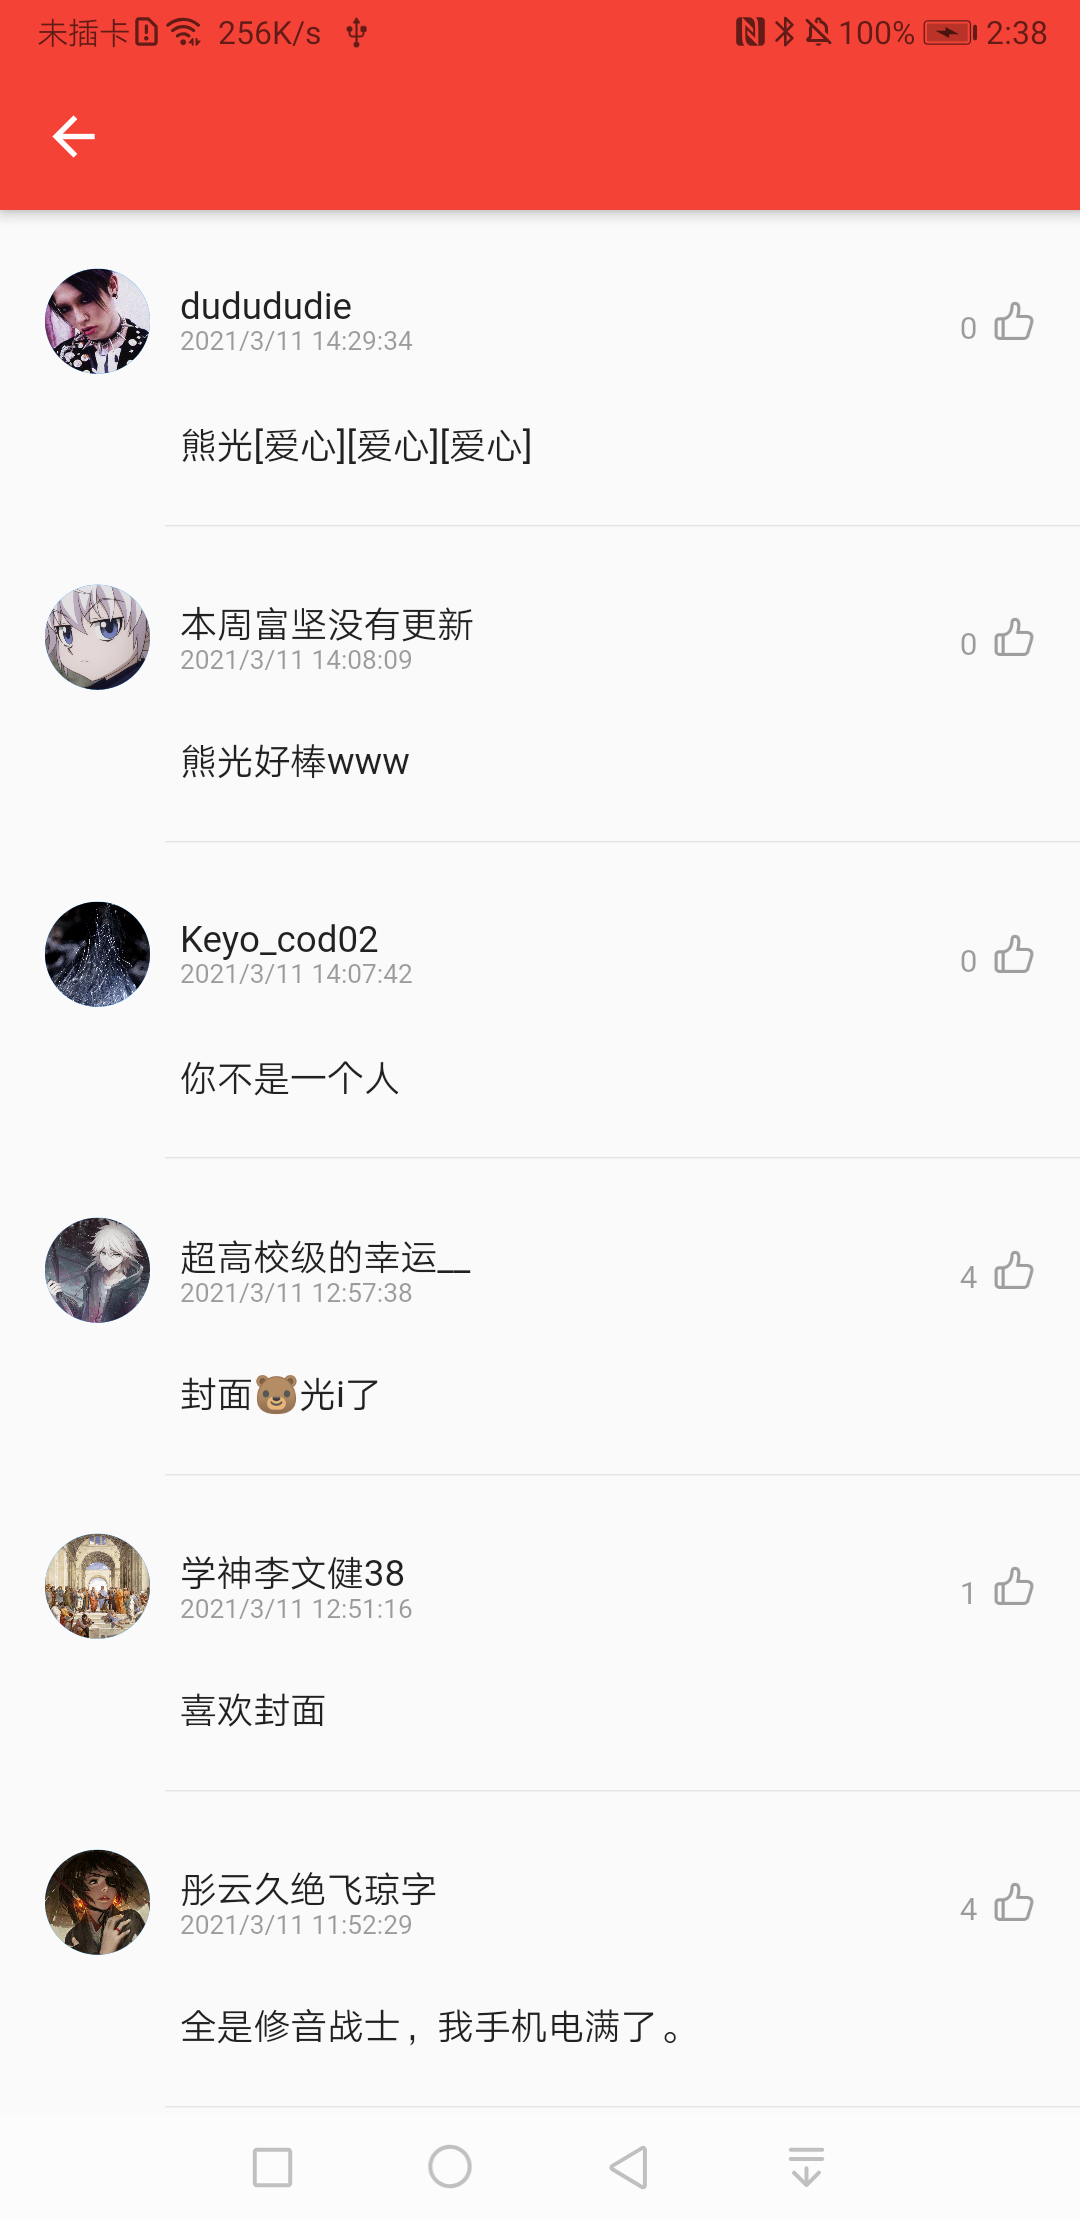 未插卡 256K/s 100% 2:38
dudududie
2021/3/11 14:29:34
0
熊光[爱心][爱心][爱心]
本周富坚没有更新
2021/3/11 14:08:09
0
熊光好棒www
Keyo_cod02
2021/3/11 14:07:42
0
你不是一个人
超高校级的幸运__
2021/3/11 12:57:38
4
封面🐻光i了
学神李文健38
2021/3/11 12:51:16
1
喜欢封面
彤云久绝飞琼字
2021/3/11 11:52:29
4
全是修音战士，我手机电满了。